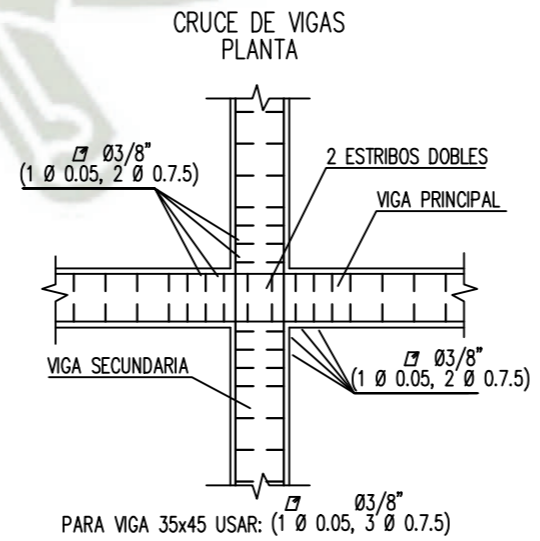 CRUCE DE VIGAS
PLANTA
Ø3/8"
(1 Ø 0.05, 2 Ø 0.7.5)
2 ESTRIBOS DOBLES
VIGA PRINCIPAL
VIGA SECUNDARIA
Ø3/8"
(1 Ø 0.05, 2 Ø 0.7.5)
Ø3/8"
PARA VIGA 35x45 USAR: (1 Ø 0.05, 3 Ø 0.7.5)